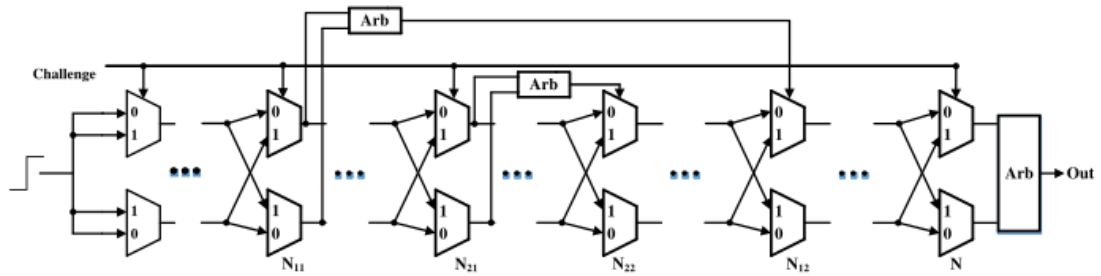 Arb
Challenge
Arb
0 0 0 0 0 0
1 1 1 1 1 1
Arb Out
1 1 1 1 1 1
0 0 0 0 0 0
N₁₁ N₂₁ N₂₂ N₁₂ N